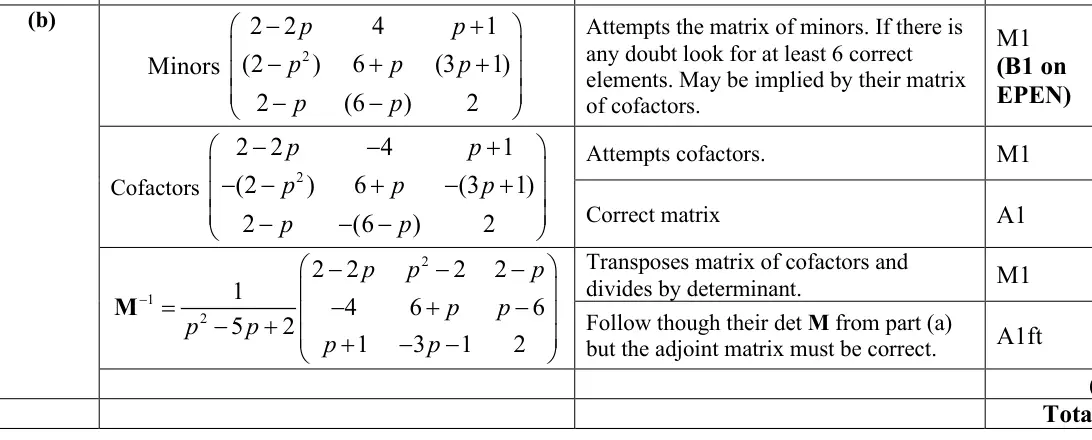 (b)
Minors
2 − 2p 4 p + 1
(2 − p²) 6 + p (3p + 1)
2 − p (6 − p) 2
Attempts the matrix of minors. If there is
any doubt look for at least 6 correct
elements. May be implied by their matrix
of cofactors.
M1
(B1 on
EPEN)
Cofactors
2 − 2p −4 p + 1
−(2 − p²) 6 + p −(3p + 1)
2 − p −(6 − p) 2
Attempts cofactors.
M1
Correct matrix
A1
M⁻¹ = 1 / (p² − 5p + 2)
2 − 2p p² − 2 2 − p
−4 6 + p p − 6
p + 1 −3p − 1 2
Transposes matrix of cofactors and
divides by determinant.
M1
Follow though their det M from part (a)
but the adjoint matrix must be correct.
A1ft
(
Tota